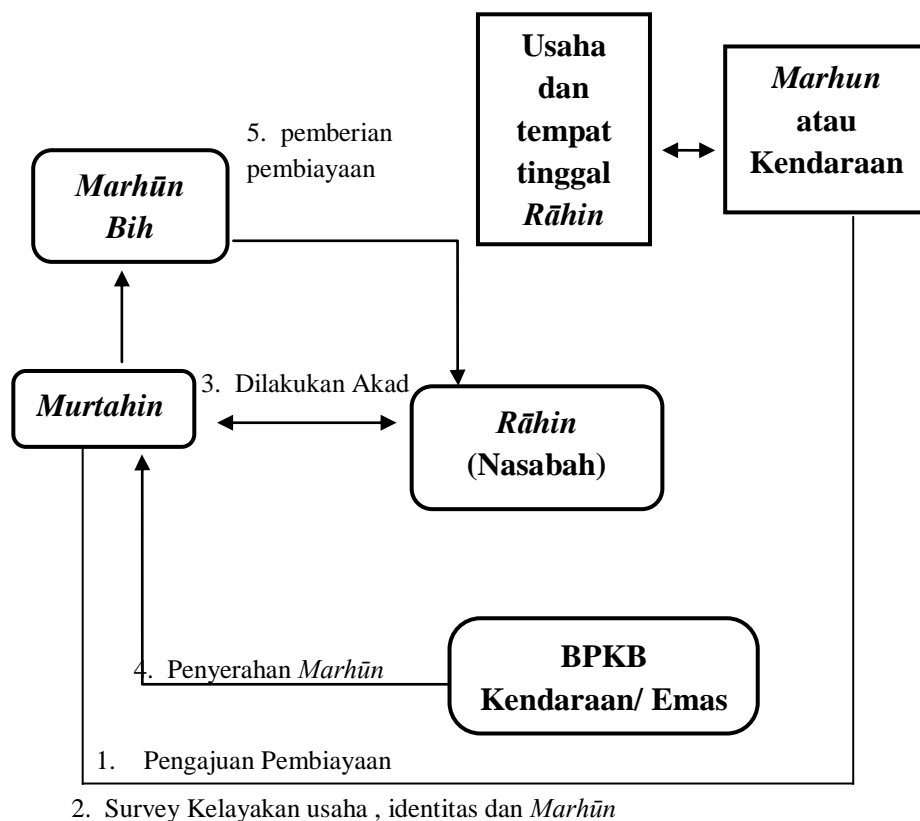 Usaha
dan
tempat
tinggal
Rāhin
Marhun
atau
Kendaraan
5. pemberian
pembiayaan
Marhūn
Bih
3. Dilakukan Akad
Murtahin
Rāhin
(Nasabah)
BPKB
Kendaraan/ Emas
4. Penyerahan Marhūn
1. Pengajuan Pembiayaan
2. Survey Kelayakan usaha , identitas dan Marhūn